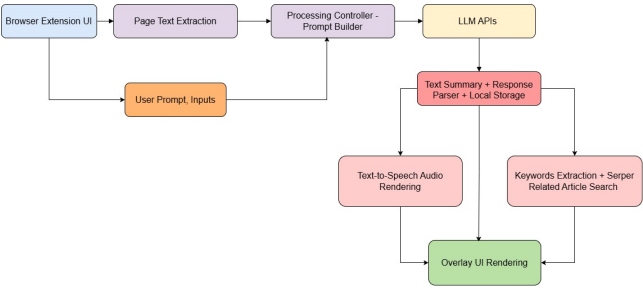 Browser Extension UI
Page Text Extraction
Processing Controller -
Prompt Builder
LLM APIs
User Prompt, Inputs
Text Summary + Response
Parser + Local Storage
Text-to-Speech Audio
Rendering
Keywords Extraction + Serper
Related Article Search
Overlay UI Rendering